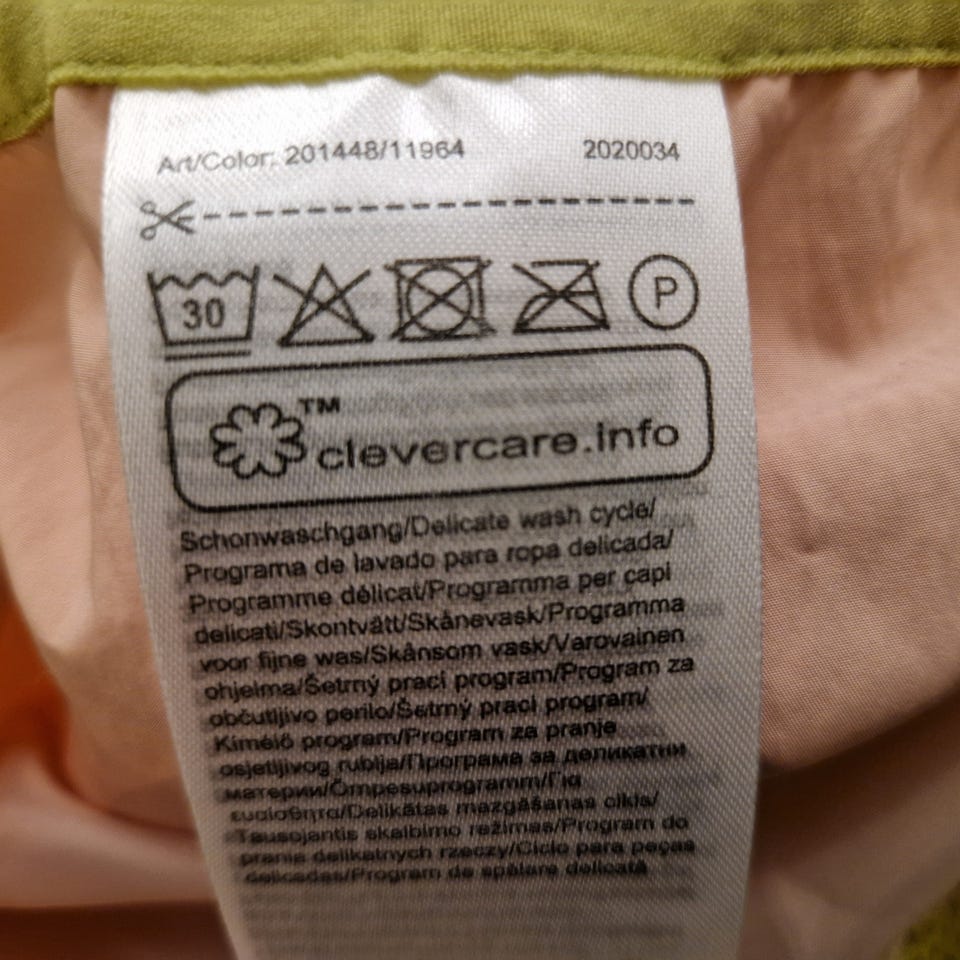 Art/Color: 201448/11964 2020034
30 P
™
clevercare.info
Schonwaschgang/Delicate wash cycle/
Programa de lavado para ropa delicada/
Programme délicat/Programma per capi
delicati/Skontvätt/Skånevask/Programma
voor fijne was/Skånsom vask/Varovainen
ohjelma/Šetrný prací program/Program za
občutljivo perilo/Šetrný prací program/
Kímélő program/Program za pranje
osjetljivog rublja/Програма за деликатни
материи/Õrnpesuprogramm/Για
ευαίσθητα/Delikātas mazgāšanas cikls/
Tausojantis skalbimo režimas/Program do
prania delikatnych rzeczy/Ciclo para peças
delicadas/Program de spălare delicată